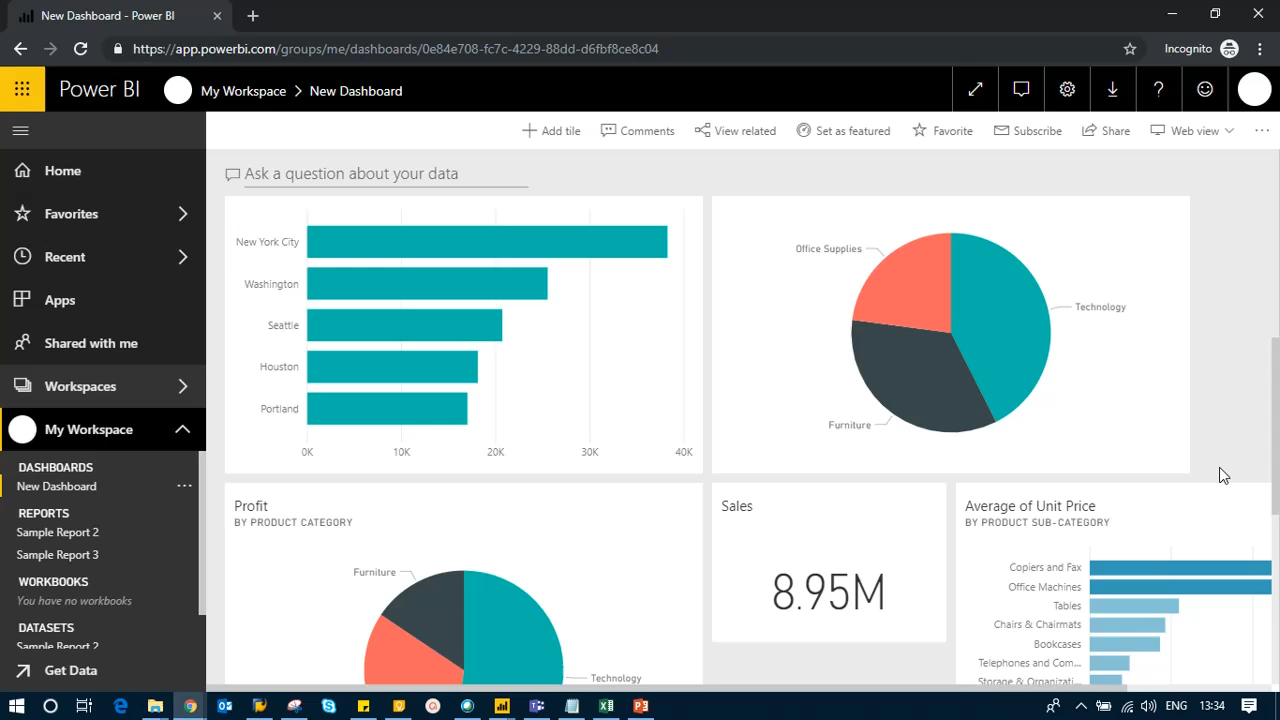 New Dashboard - Power BI
https://app.powerbi.com/groups/me/dashboards/0e84e708-fc7c-4229-88dd-d6fbf8ce8c04
Incognito
Power BI
My Workspace > New Dashboard
Add tile
Comments
View related
Set as featured
Favorite
Subscribe
Share
Web view
Home
Favorites
Recent
Apps
Shared with me
Workspaces
My Workspace
DASHBOARDS
New Dashboard
REPORTS
Sample Report 2
Sample Report 3
WORKBOOKS
You have no workbooks
DATASETS
Sample Report 2
Get Data
Ask a question about your data
New York City
Washington
Seattle
Houston
Portland
0K 10K 20K 30K 40K
Office Supplies
Technology
Furniture
Profit
BY PRODUCT CATEGORY
Furniture
Technology
Sales
8.95M
Average of Unit Price
BY PRODUCT SUB-CATEGORY
Copiers and Fax
Office Machines
Tables
Chairs & Chairmats
Bookcases
Telephones and Com...
Storage & Organizati...
ENG 13:34